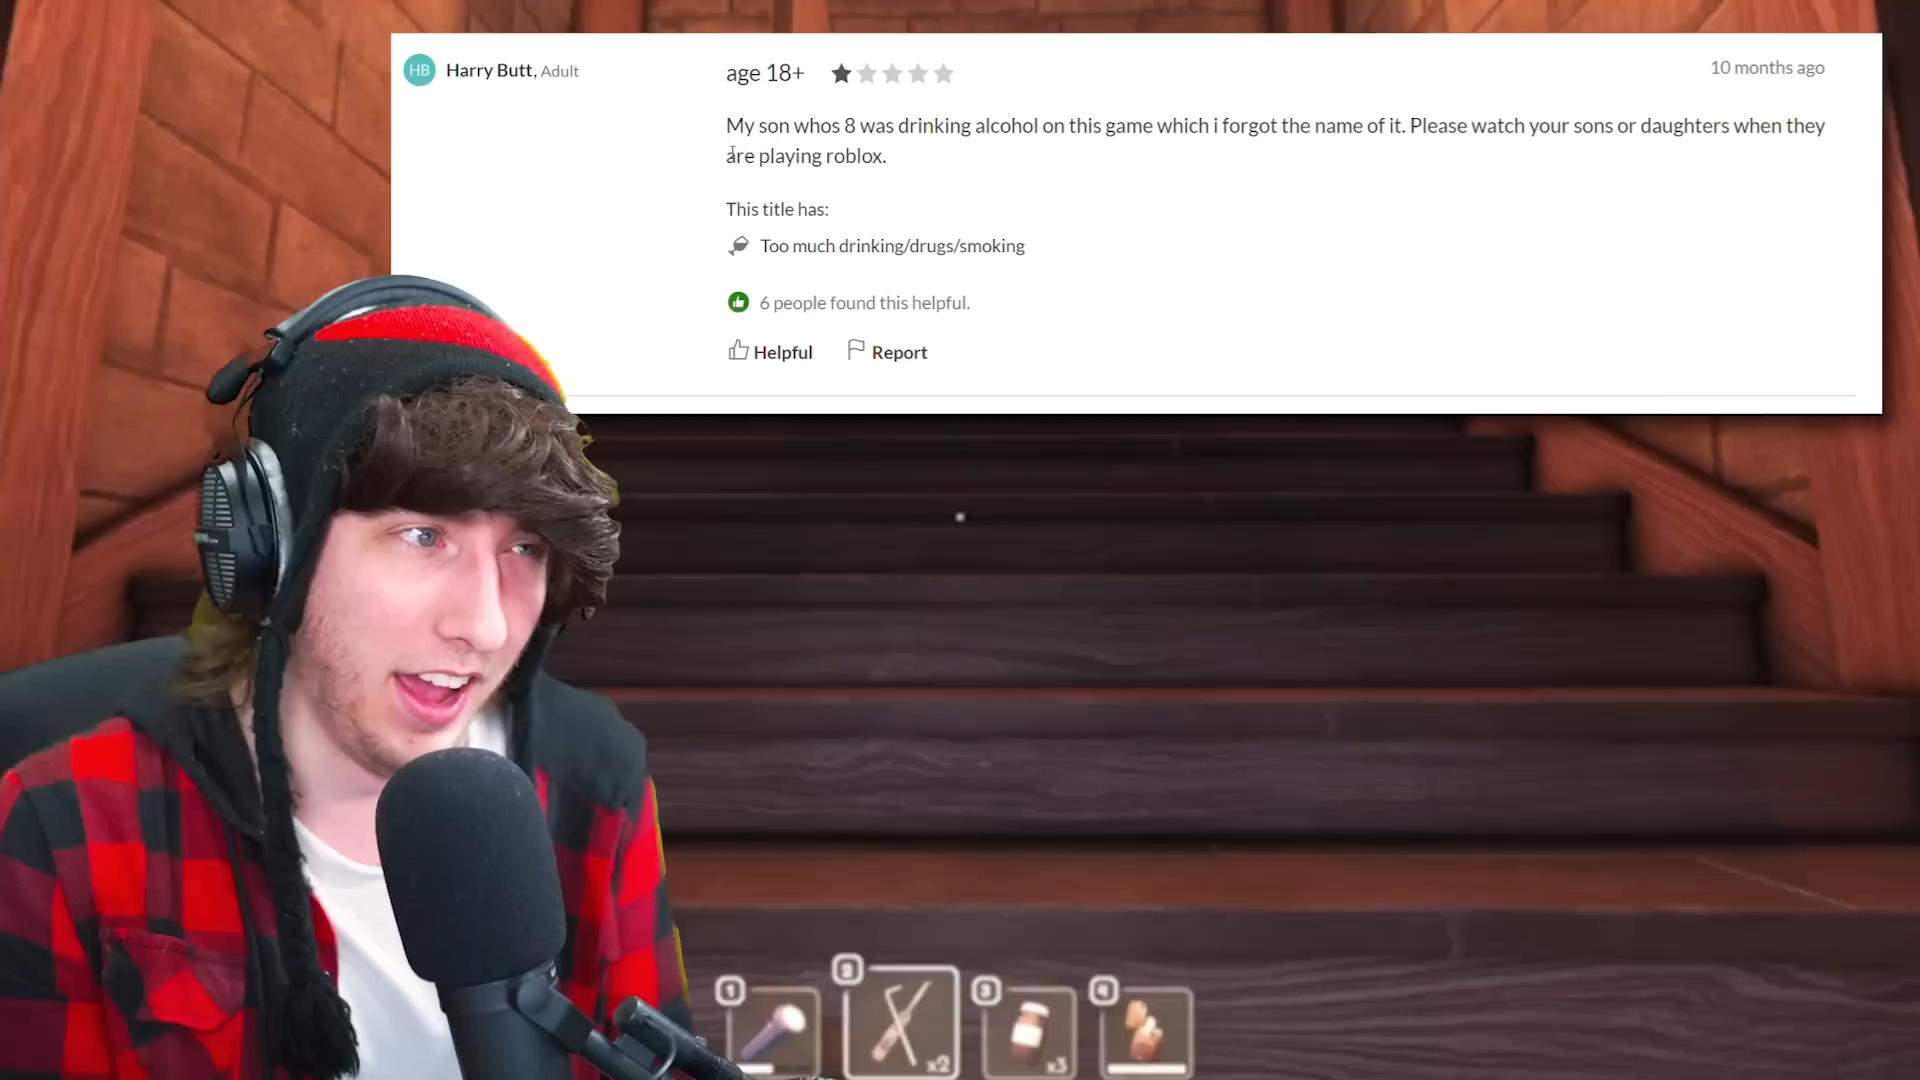 HB Harry Butt, Adult
age 18+
10 months ago
My son whos 8 was drinking alcohol on this game which i forgot the name of it. Please watch your sons or daughters when they
are playing roblox.
This title has:
Too much drinking/drugs/smoking
6 people found this helpful.
Helpful Report
1 2 3 4
x2 x3